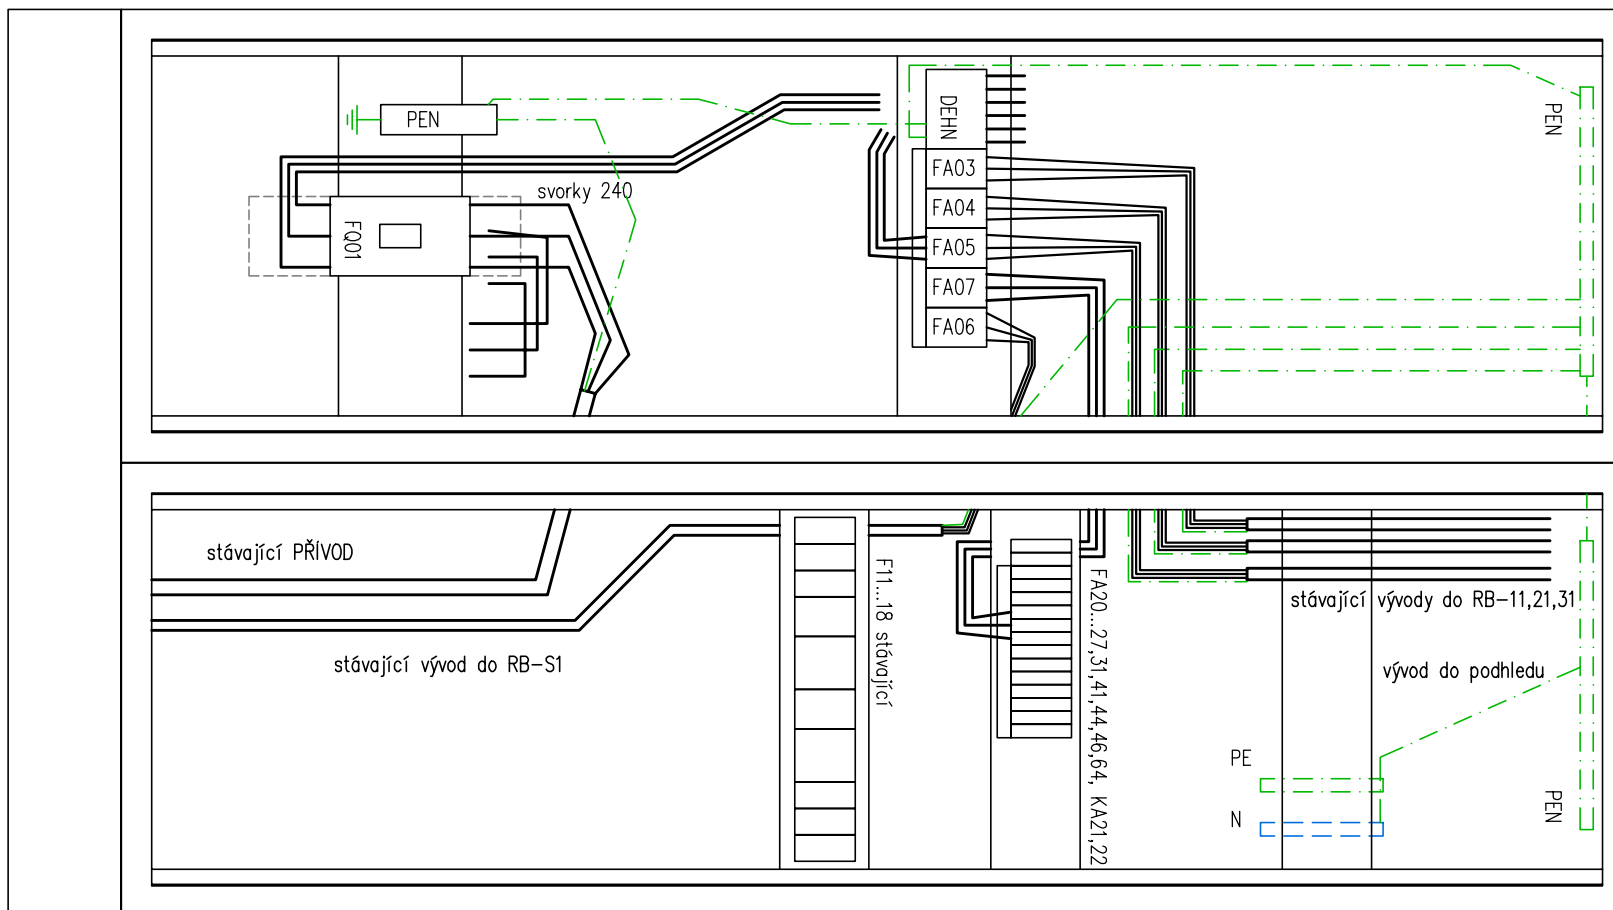 PEN
svorky 240
FQ01
DEHN
FA03
FA04
FA05
FA07
FA06
PEN
stávající PŘÍVOD
stávající vývod do RB-S1
F11...18 stávající
FA20...27,31,41,44,46,64, KA21,22
stávající vývody do RB-11,21,31
vývod do podhledu
PE
N
PEN